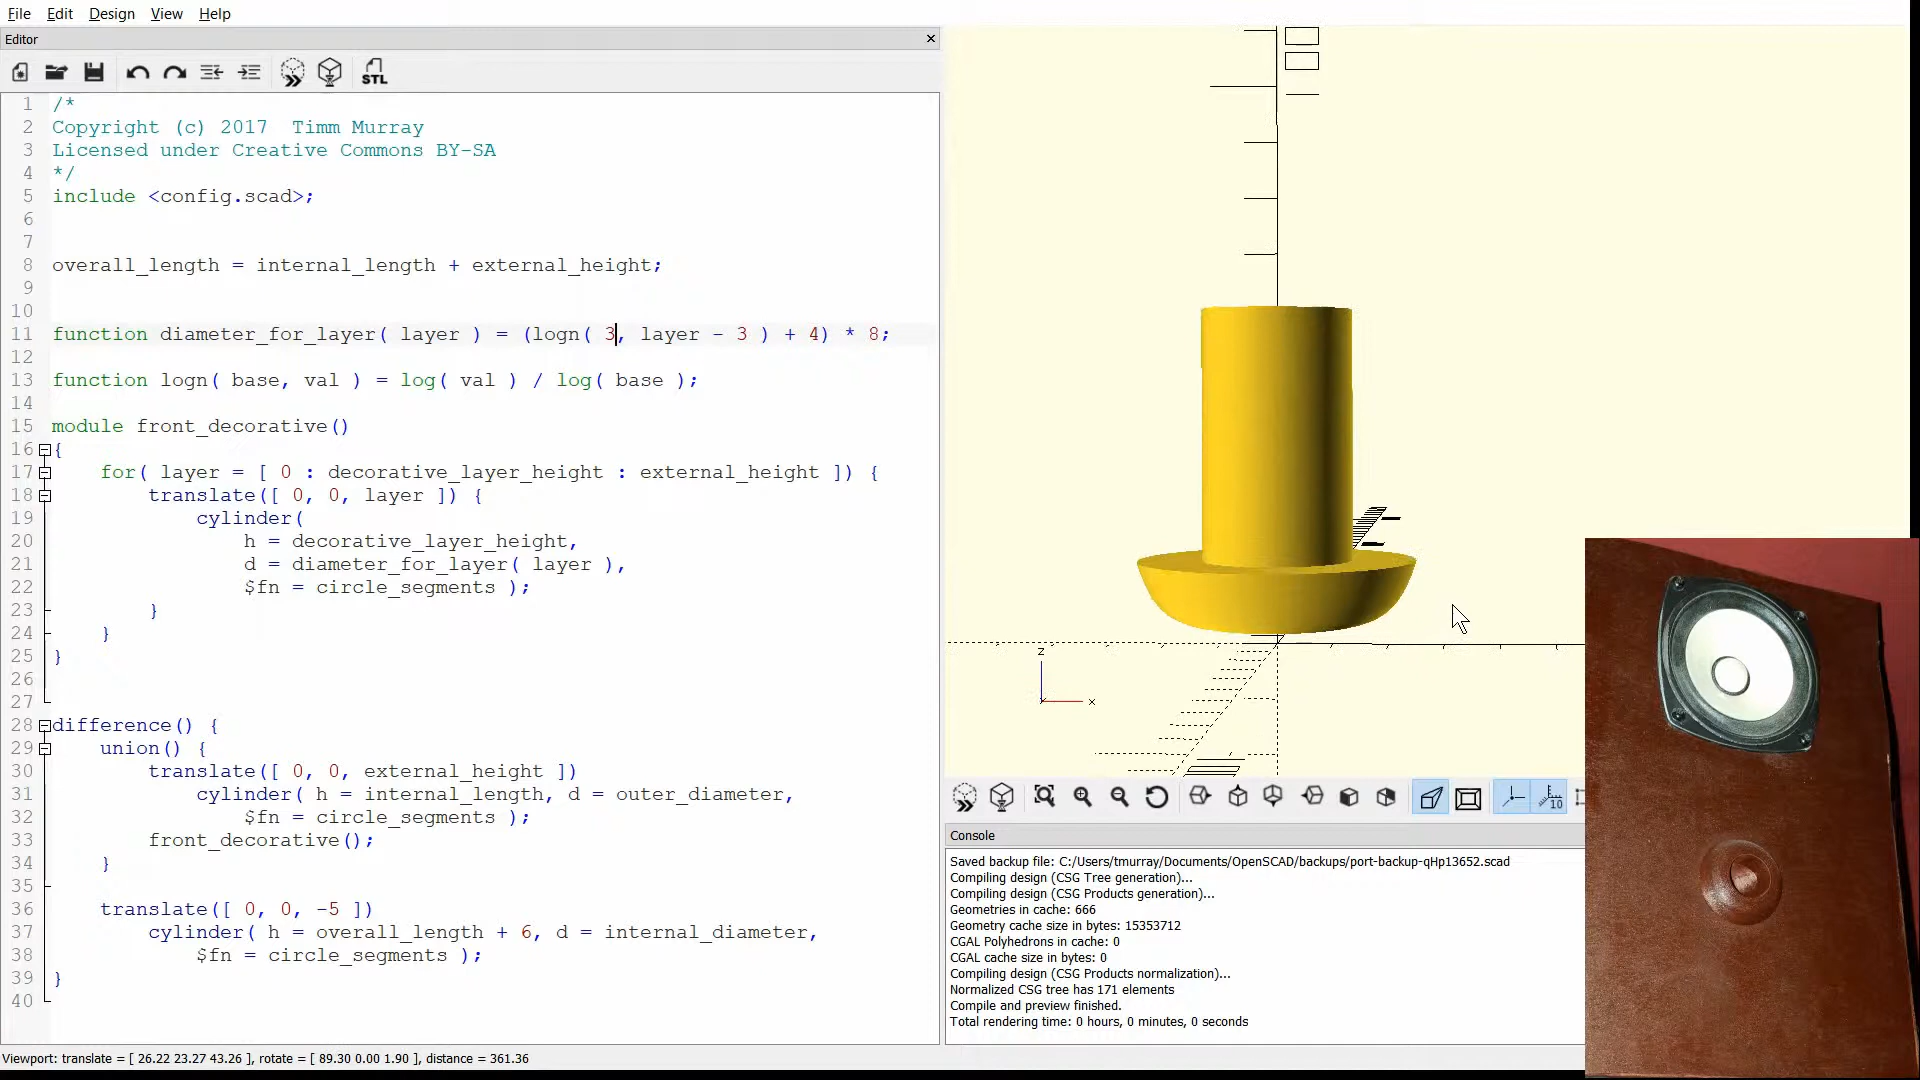 File Edit Design View Help
Editor
STL
1 /*
2 Copyright (c) 2017  Timm Murray
3 Licensed under Creative Commons BY-SA
4 */
5 include <config.scad>;
6
7
8 overall_length = internal_length + external_height;
9
10
11 function diameter_for_layer( layer ) = (logn( 3, layer - 3 ) + 4) * 8;
12
13 function logn( base, val ) = log( val ) / log( base );
14
15 module front_decorative()
16 {
17     for( layer = [ 0 : decorative_layer_height : external_height ]) {
18         translate([ 0, 0, layer ]) {
19             cylinder(
20                 h = decorative_layer_height,
21                 d = diameter_for_layer( layer ),
22                 $fn = circle_segments );
23         }
24     }
25 }
26
27
28 difference() {
29     union() {
30         translate([ 0, 0, external_height ])
31             cylinder( h = internal_length, d = outer_diameter,
32                 $fn = circle_segments );
33         front_decorative();
34     }
35
36     translate([ 0, 0, -5 ])
37         cylinder( h = overall_length + 6, d = internal_diameter,
38             $fn = circle_segments );
39 }
40
z
x
10
Console
Saved backup file: C:/Users/tmurray/Documents/OpenSCAD/backups/port-backup-qHp13652.scad
Compiling design (CSG Tree generation)...
Compiling design (CSG Products generation)...
Geometries in cache: 666
Geometry cache size in bytes: 15353712
CGAL Polyhedrons in cache: 0
CGAL cache size in bytes: 0
Compiling design (CSG Products normalization)...
Normalized CSG tree has 171 elements
Compile and preview finished.
Total rendering time: 0 hours, 0 minutes, 0 seconds
Viewport: translate = [ 26.22 23.27 43.26 ], rotate = [ 89.30 0.00 1.90 ], distance = 361.36